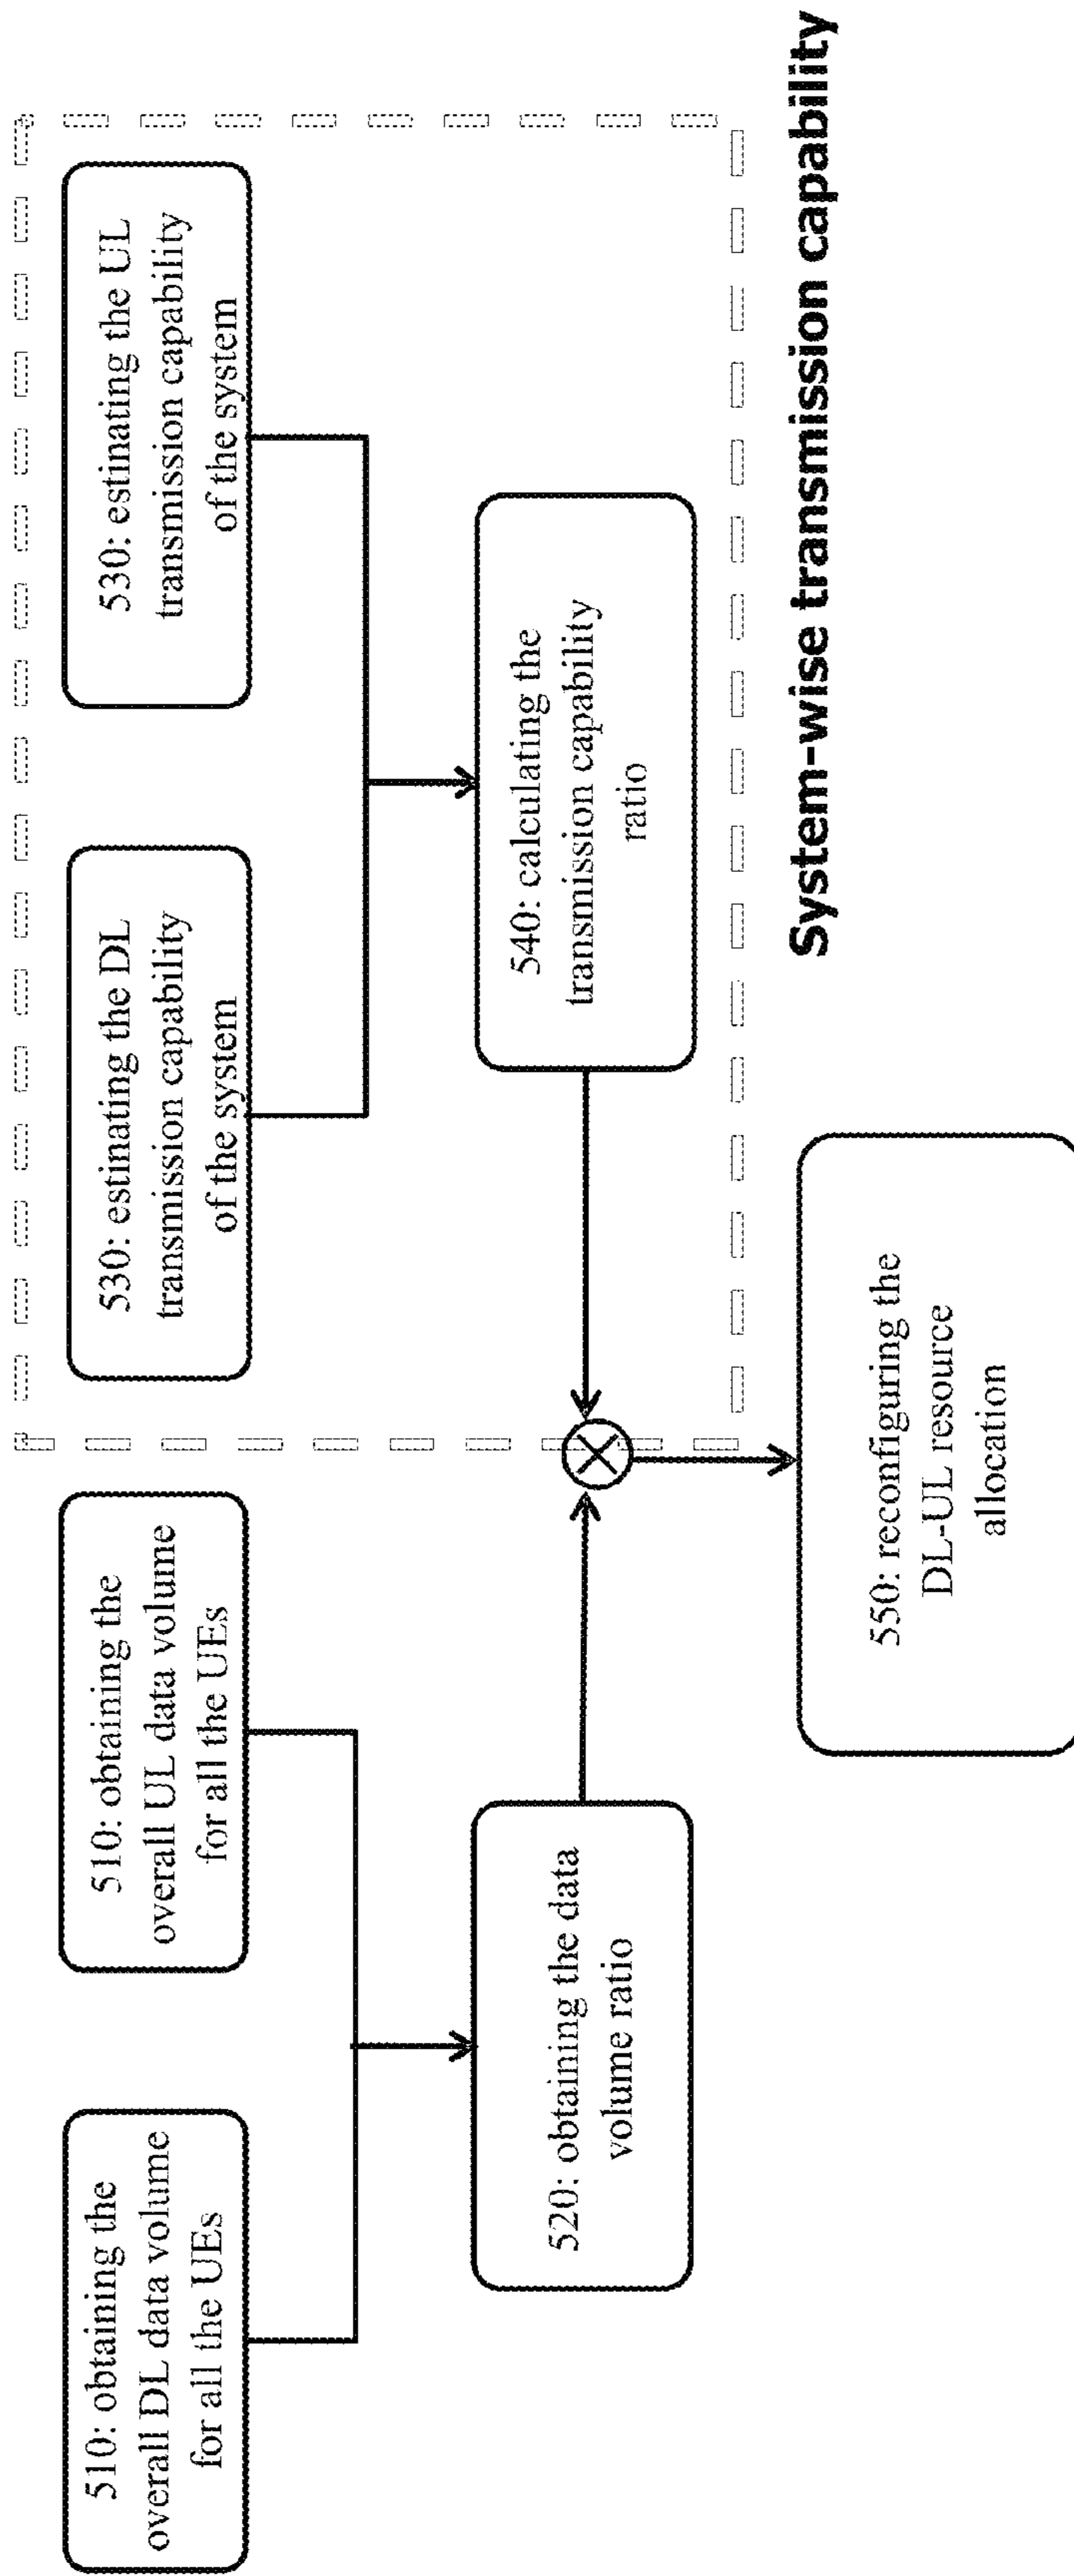 510: obtaining the
overall DL data volume
for all the UEs
510: obtaining the
overall UL data volume
for all the UEs
530: estinating the DL
transmission capability
of the system
530: estinating the UL
transmission capability
of the system
520: obtaining the data
volume ratio
540: calculating the
transmission capability
ratio
550: reconfiguring the
DL-UL resource
allocation
System-wise transmission capability